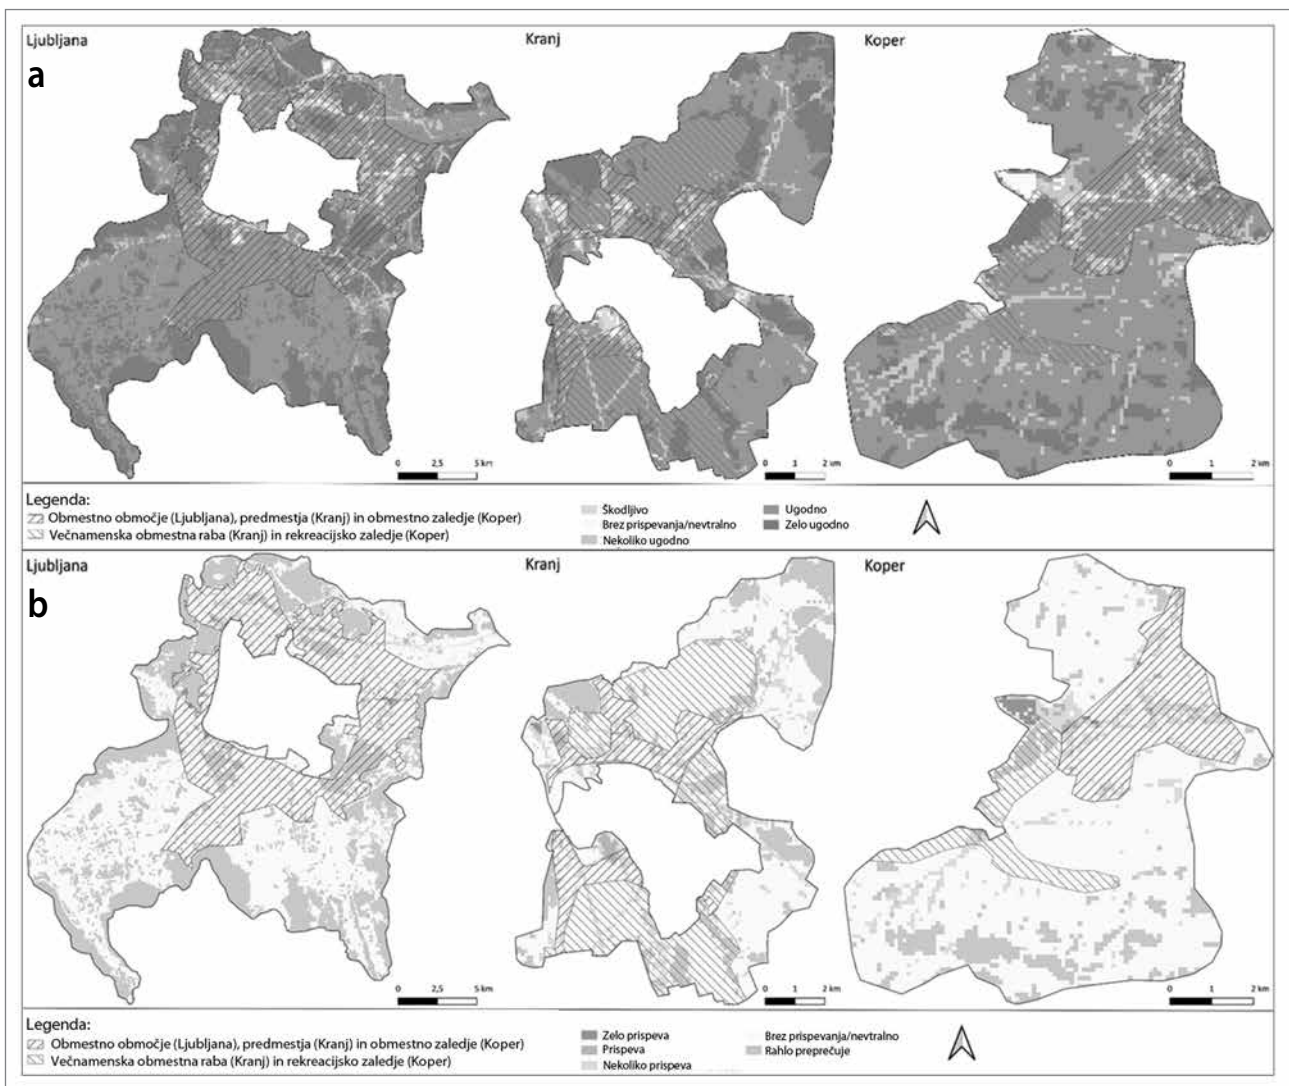 Ljubljana
Kranj
Koper
a
0 2,5 5 km
0 1 2 km
0 1 2 km
Legenda:
Obmestno območje (Ljubljana), predmestja (Kranj) in obmestno zaledje (Koper)
Večnamenska obmestna raba (Kranj) in rekreacijsko zaledje (Koper)
Škodljivo
Brez prispevanja/nevtralno
Nekoliko ugodno
Ugodno
Zelo ugodno
Ljubljana
Kranj
Koper
b
0 2,5 5 km
0 1 2 km
0 1 2 km
Legenda:
Obmestno območje (Ljubljana), predmestja (Kranj) in obmestno zaledje (Koper)
Večnamenska obmestna raba (Kranj) in rekreacijsko zaledje (Koper)
Zelo prispeva
Prispeva
Nekoliko prispeva
Brez prispevanja/nevtralno
Rahlo preprečuje